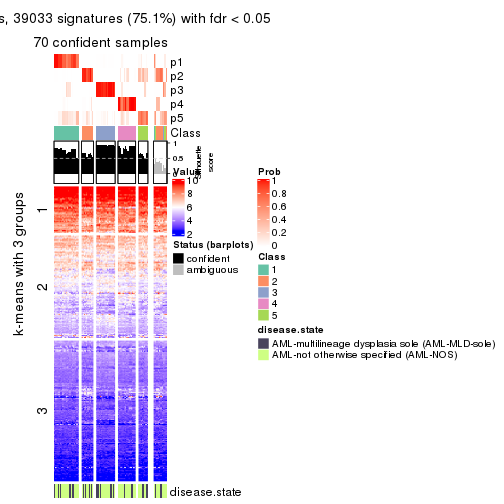 s, 39033 signatures (75.1%) with fdr < 0.05
70 confident samples
p1
p2
p3
p4
p5
Class
1
0.5
0
silhouette
score
Value
10
8
6
4
2
Prob
1
0.8
0.6
0.4
0.2
0
Status (barplots)
confident
ambiguous
Class
1
2
3
4
5
disease.state
AML-multilineage dysplasia sole (AML-MLD-sole)
AML-not otherwise specified (AML-NOS)
k-means with 3 groups
1
2
3
disease.state